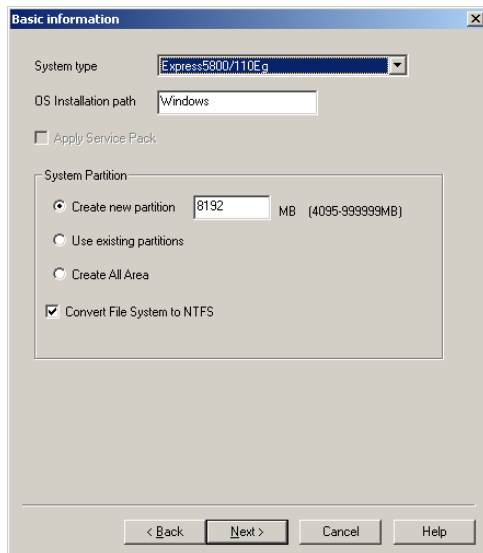 Basic information
System type Express5800/110Eg
OS Installation path Windows
Apply Service Pack
System Partition
Create new partition 8192 MB (4095-999999MB)
Use existing partitions
Create All Area
Convert File System to NTFS
< Back Next > Cancel Help